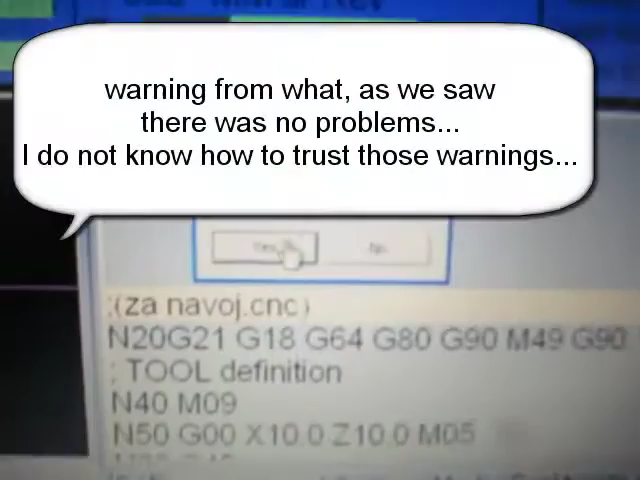 warning from what, as we saw
there was no problems...
I do not know how to trust those warnings...
Yes
No
:(za navoj.cnc)
N20G21 G18 G64 G80 G90 M49 G90
: TOOL definition
N40 M09
N50 G00 X10.0 Z10.0 M05